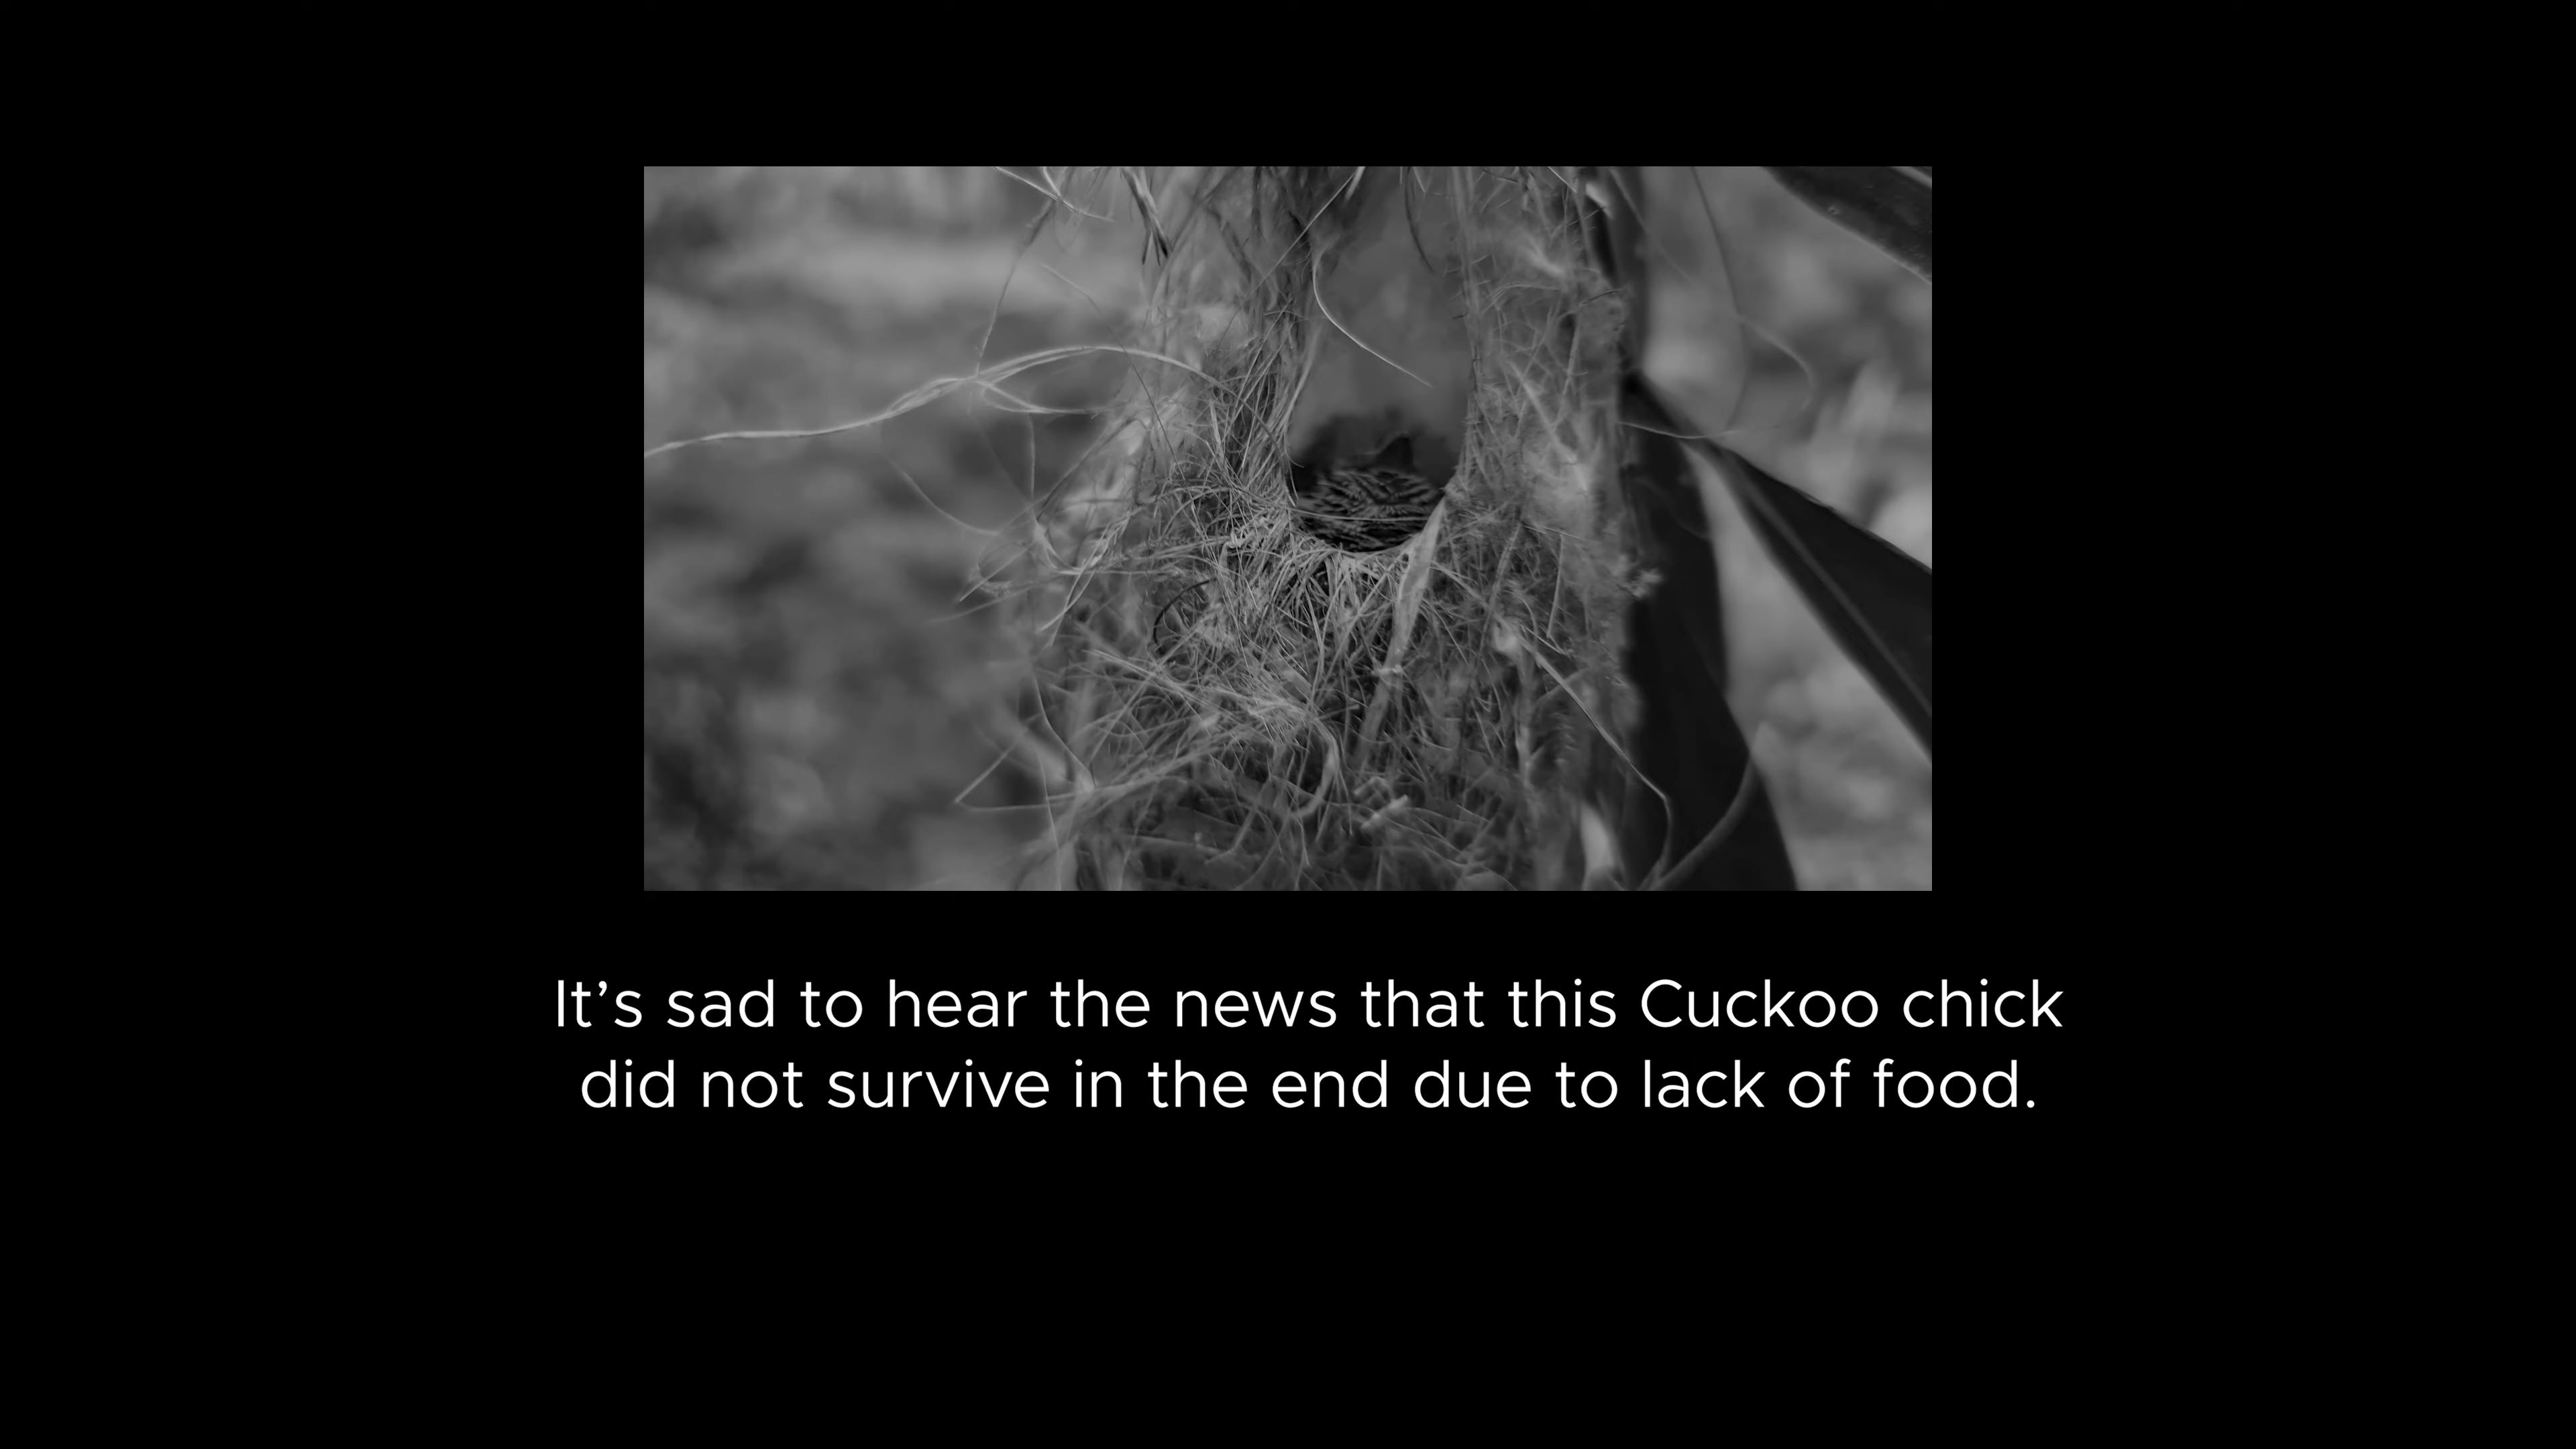 It’s sad to hear the news that this Cuckoo chick
did not survive in the end due to lack of food.